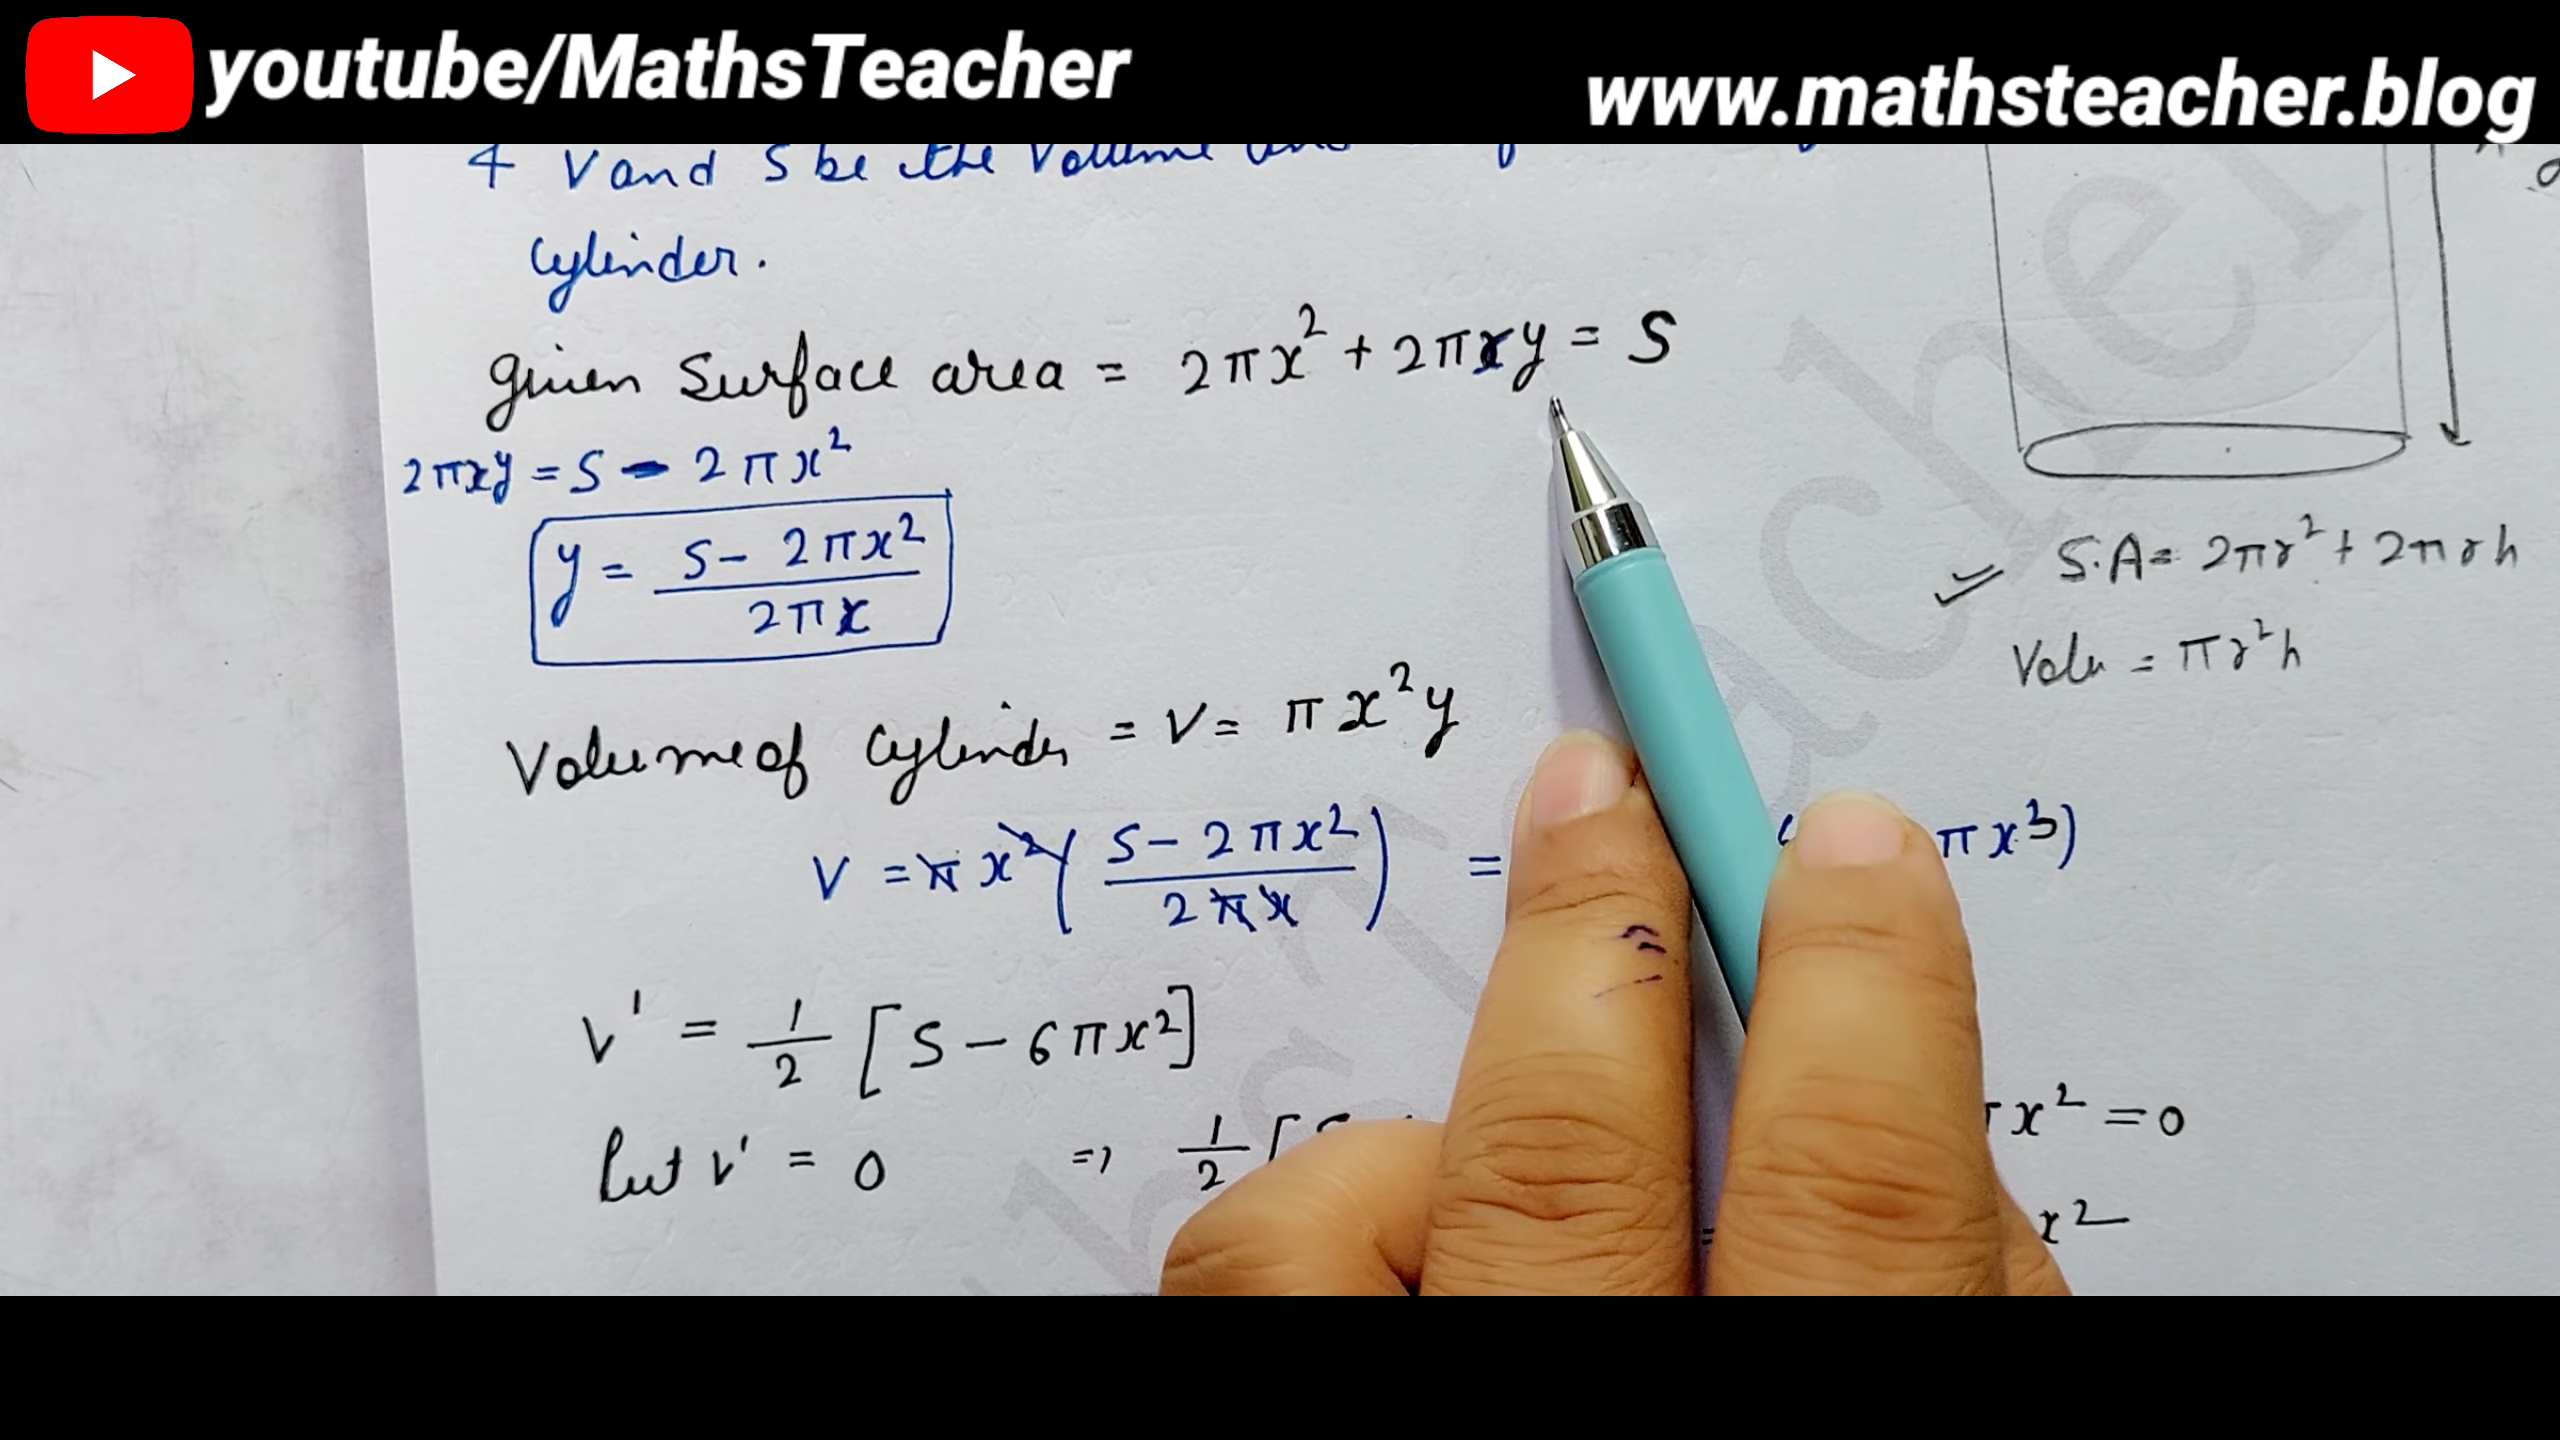 youtube/MathsTeacher
www.mathsteacher.blog
& V and S be the Volume
Cylinder.
given Surface area = 2πx² + 2πxy = S
2πxy = S - 2πx²
y = S - 2πx² / 2πx
S.A = 2πr² + 2πrh
Volu = πr²h
Volume of Cylinder = V = πx²y
V = πx² ( S - 2πx² / 2πx ) = πx³)
V' = 1/2 [S - 6πx²]
Put V' = 0 ⇒ 1/2 [ x² = 0
= x²